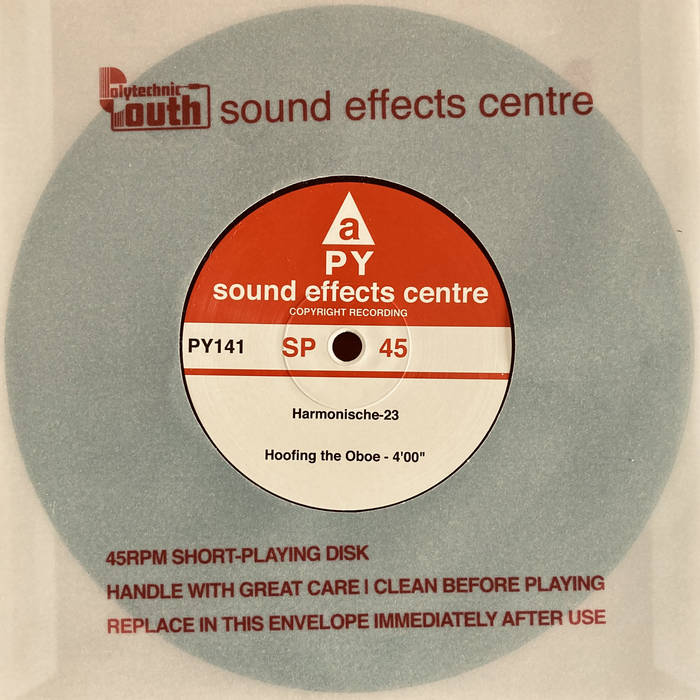 Polytechnic
Youth sound effects centre
a
PY
sound effects centre
COPYRIGHT RECORDING
PY141 SP 45
Harmonische-23
Hoofing the Oboe - 4'00"
45RPM SHORT-PLAYING DISK
HANDLE WITH GREAT CARE I CLEAN BEFORE PLAYING
REPLACE IN THIS ENVELOPE IMMEDIATELY AFTER USE